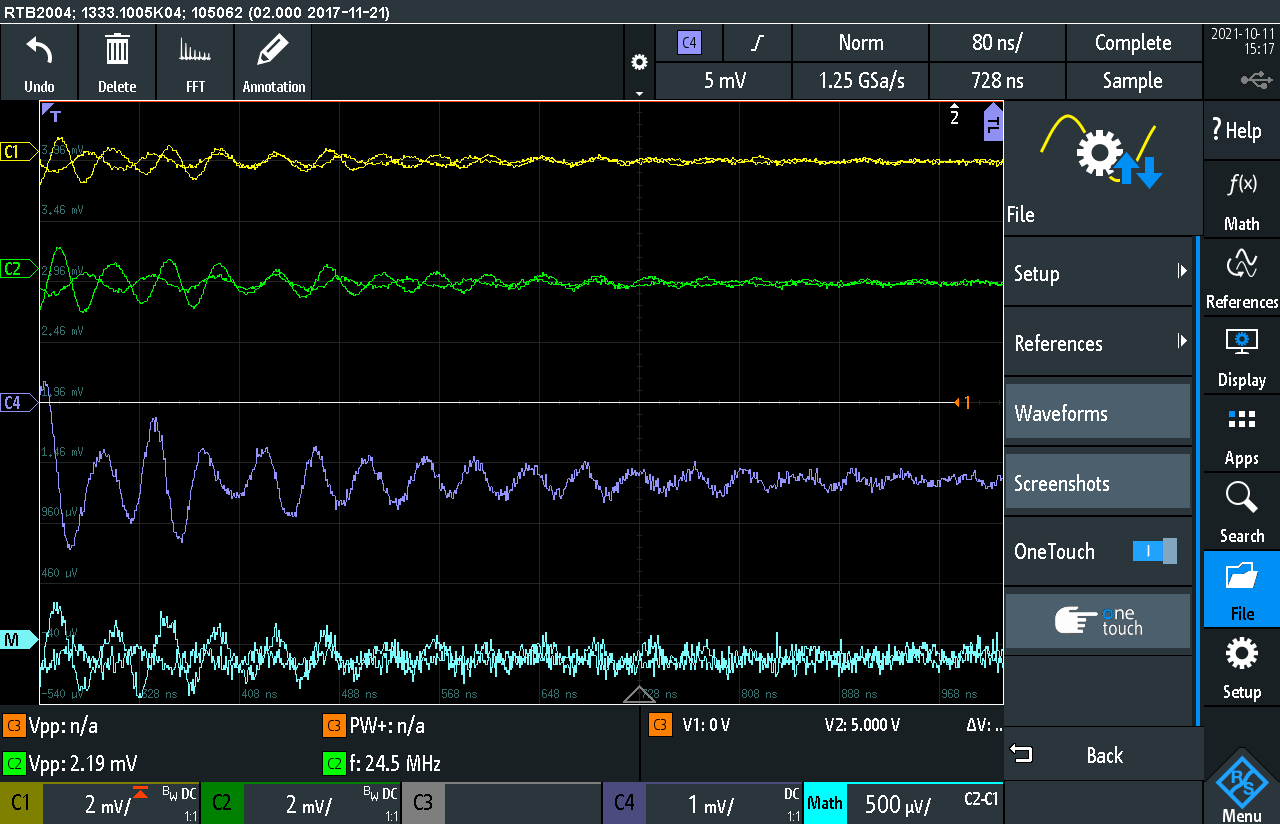 RTB2004; 1333.1005K04; 105062 (02.000 2017-11-21)
Undo
Delete
FFT
Annotation
C4
Norm
80 ns/
Complete
5 mV
1.25 GSa/s
728 ns
Sample
2021-10-11
15:17
T
2
TL
C1
3.96 mV
3.46 mV
C2
2.96 mV
2.46 mV
1.96 mV
C4
1
1.46 mV
960 µV
460 µV
M
-40 µV
-540 µV
328 ns
408 ns
488 ns
568 ns
648 ns
728 ns
808 ns
888 ns
968 ns
File
Setup
References
Waveforms
Screenshots
OneTouch
I
one
touch
Back
? Help
f(x)
Math
References
Display
Apps
Search
File
Setup
R&S
Menu
C3 Vpp: n/a
C3 PW+: n/a
C3 V1: 0 V
V2: 5.000 V
ΔV: ..
C2 Vpp: 2.19 mV
C2 f: 24.5 MHz
C1 2 mV/ BW DC 1:1
C2 2 mV/ BW DC 1:1
C3
C4 1 mV/ DC 1:1
Math 500 µV/ C2-C1